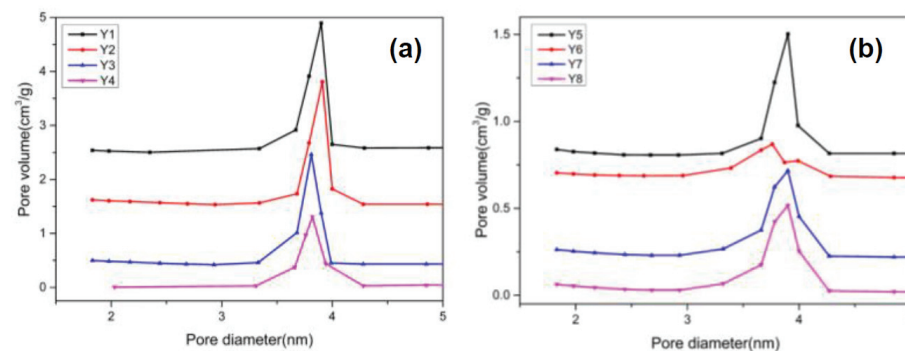 (a)
Y1
Y2
Y3
Y4
5
4
3
2
1
0
Pore volume(cm³/g)
2
3
4
5
Pore diameter(nm)
(b)
Y5
Y6
Y7
Y8
1.5
1.0
0.5
0.0
Pore volume(cm³/g)
2
3
4
Pore diameter(nm)